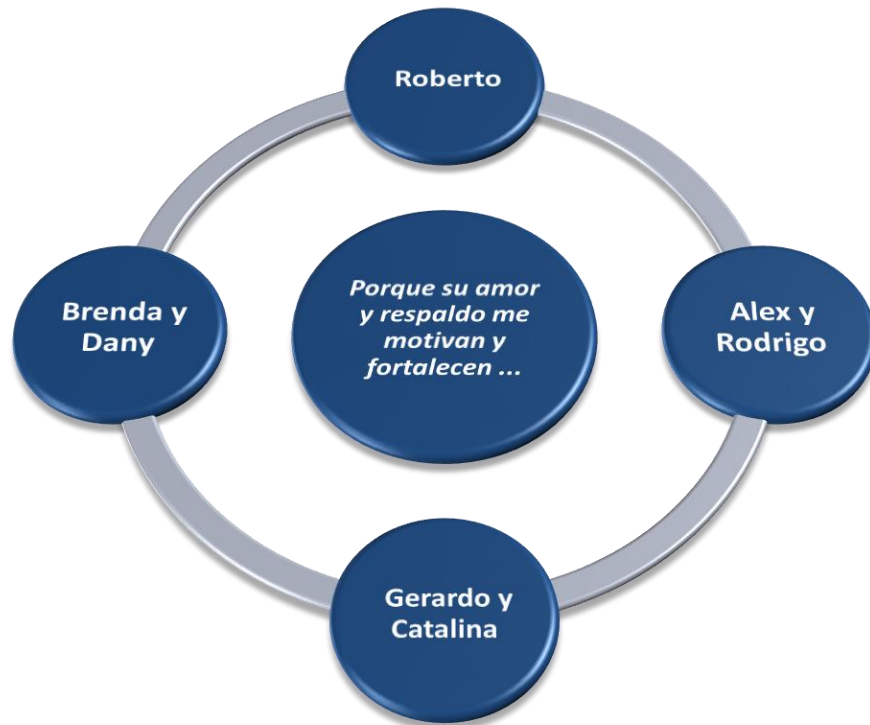 Roberto
Brenda y
Dany
Porque su amor
y respaldo me
motivan y
fortalecen ...
Alex y
Rodrigo
Gerardo y
Catalina